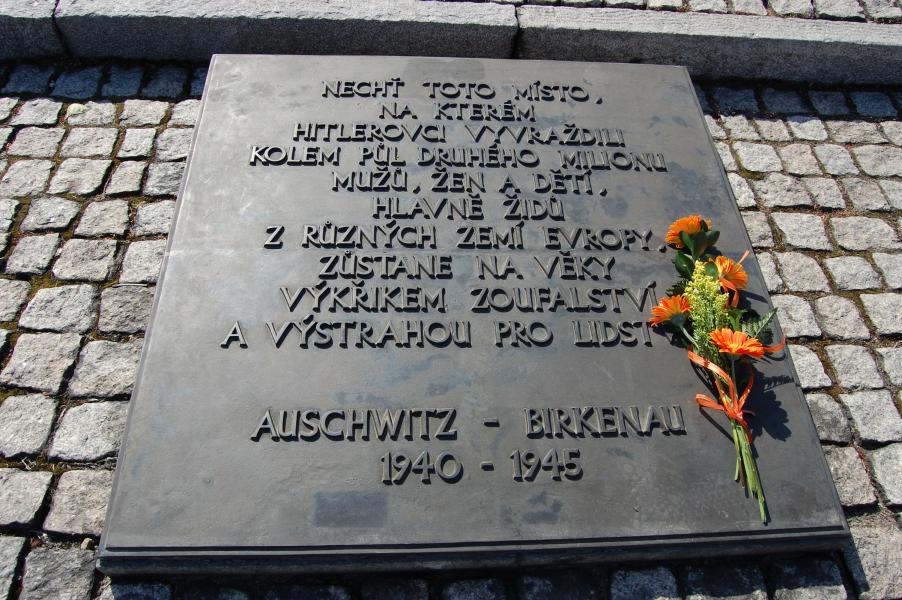 NECHŤ TOTO MÍSTO,
NA KTERÉM
HITLEROVCI VYVRAŽDILI
KOLEM PŮL DRUHÉHO MILIONU
MUŽŮ, ŽEN A DĚTÍ,
HLAVNĚ ŽIDŮ
Z RŮZNÝCH ZEMÍ EVROPY,
ZŮSTANE NA VĚKY
VÝKŘIKEM ZOUFALSTVÍ
A VÝSTRAHOU PRO
AUSCHWITZ - BIRKENAU
1940 - 1945